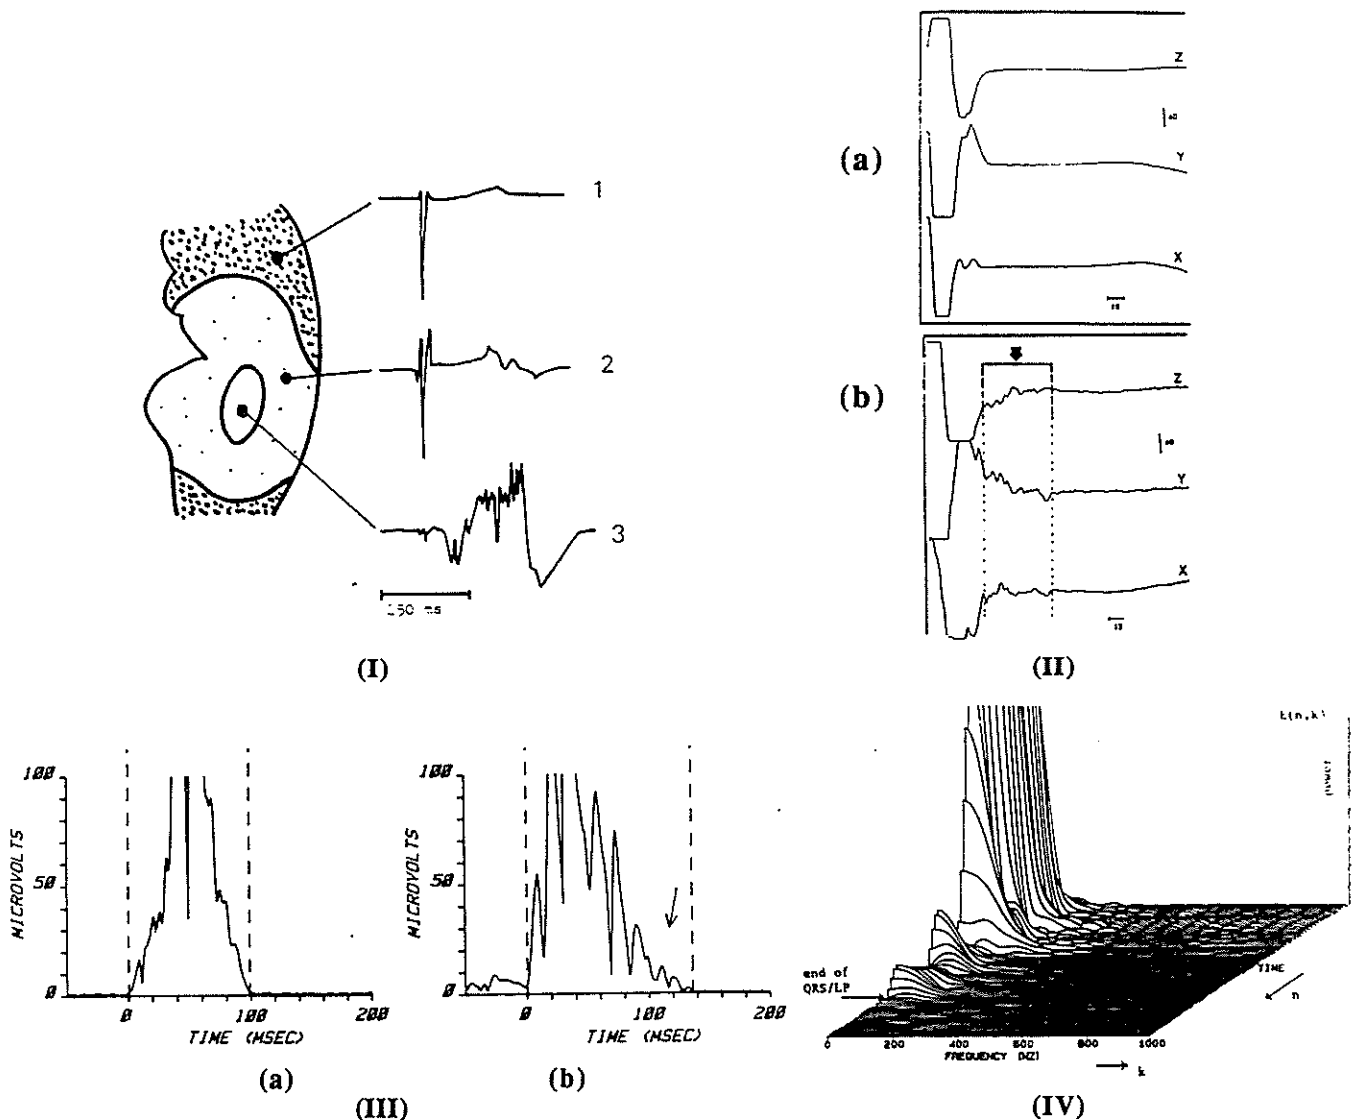 1
2
3
150 ms
(I)
(a)
Z
Y
X
(b)
Z
Y
X
(II)
100
50
0
MICROVOLTS
0
100
200
TIME (MSEC)
(a)
100
50
0
MICROVOLTS
0
100
200
TIME (MSEC)
(b)
(III)
end of
QRS/LP
0
200
400
600
800
1000
FREQUENCY (HZ)
k
TIME
n
(IV)